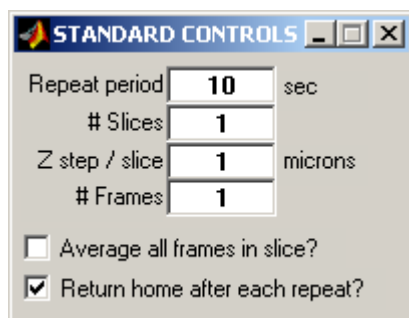 STANDARD CONTROLS
Repeat period 10 sec
# Slices 1
Z step / slice 1 microns
# Frames 1
Average all frames in slice?
Return home after each repeat?